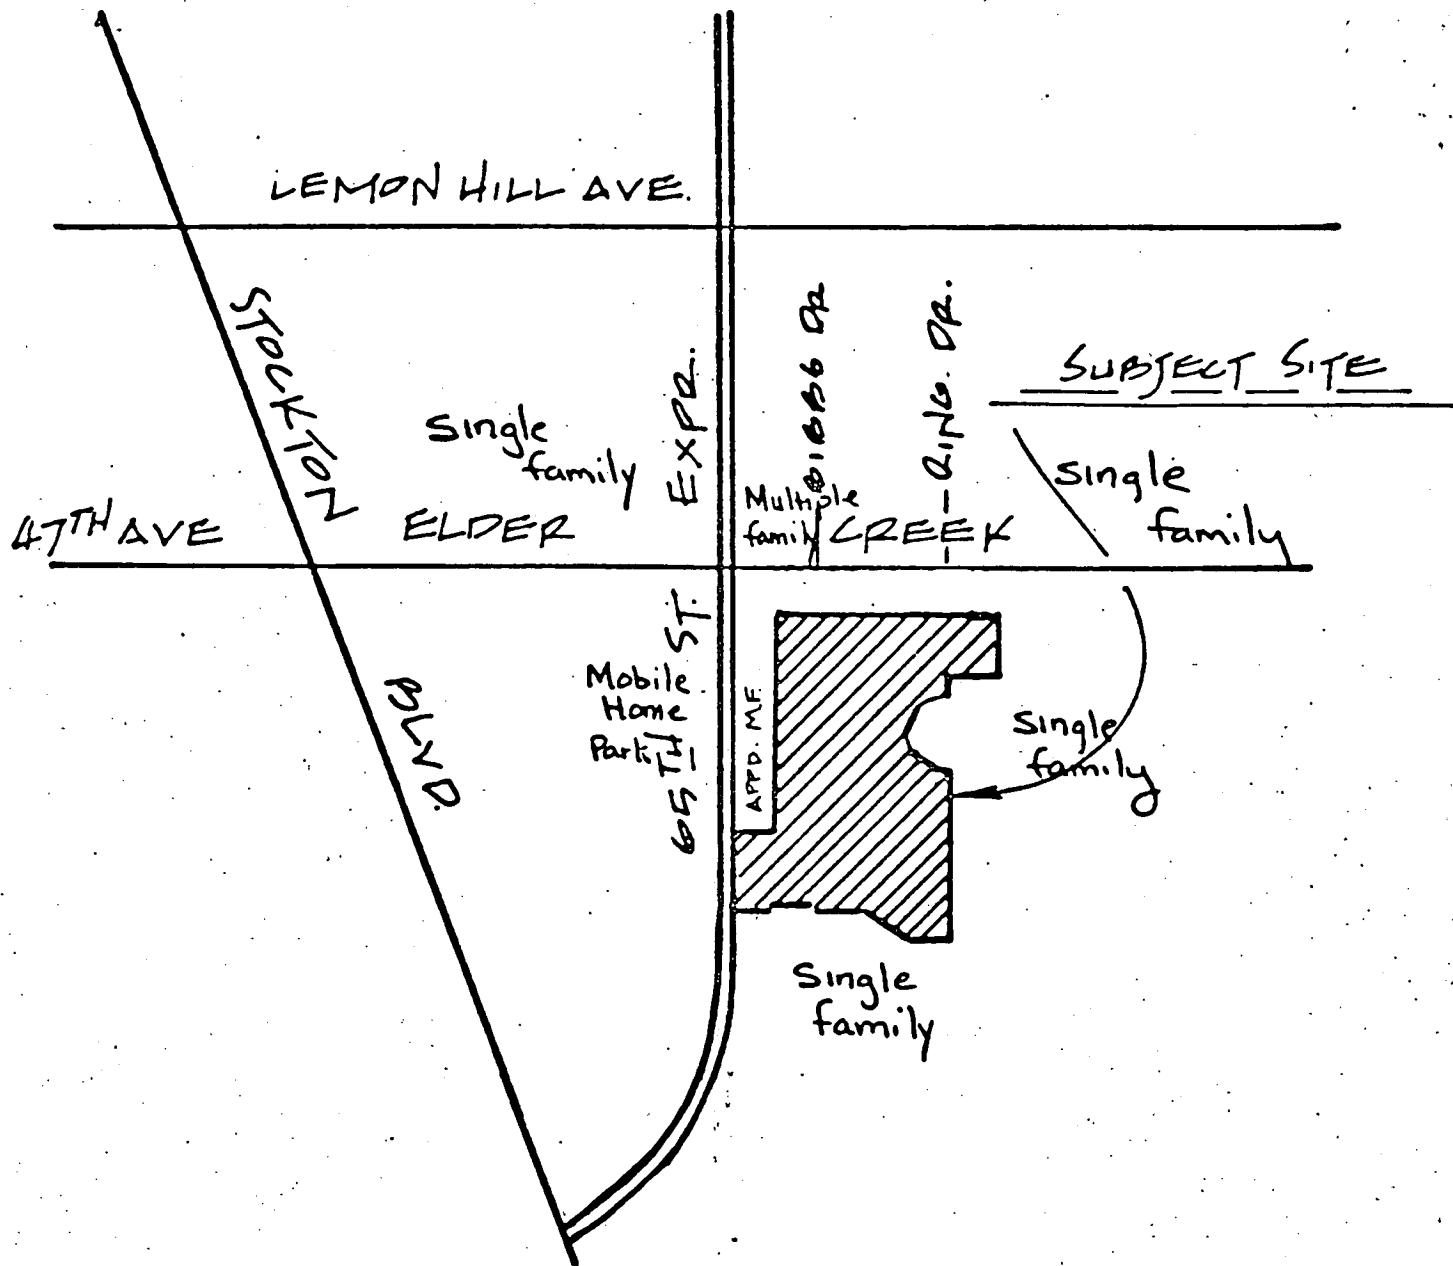 LEMON HILL AVE.
STOCKTON
BLVD.
65TH ST.
EXPR.
BIBBG DR
RING. DR.
SUBJECT SITE
Single
family
Multiple
family
Single
family
47TH AVE
ELDER
CREEK
Mobile
Home
Park
APPD. M.F.
Single
family
Single
family